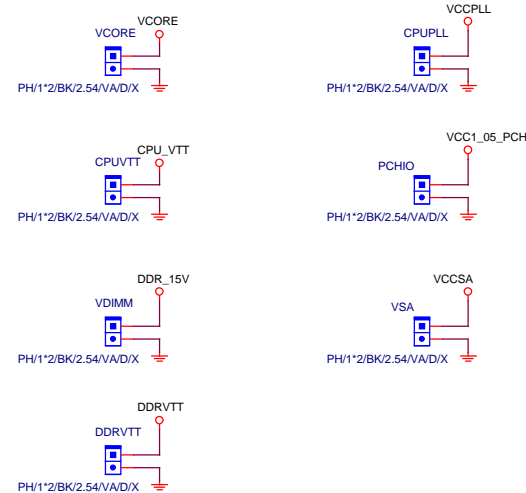 VCORE
VCORE
PH/1*2/BK/2.54/VA/D/X
VCCPLL
CPUPLL
PH/1*2/BK/2.54/VA/D/X
CPU_VTT
CPUVTT
PH/1*2/BK/2.54/VA/D/X
VCC1_05_PCH
PCHIO
PH/1*2/BK/2.54/VA/D/X
DDR_15V
VDIMM
PH/1*2/BK/2.54/VA/D/X
VCCSA
VSA
PH/1*2/BK/2.54/VA/D/X
DDRVTT
DDRVTT
PH/1*2/BK/2.54/VA/D/X